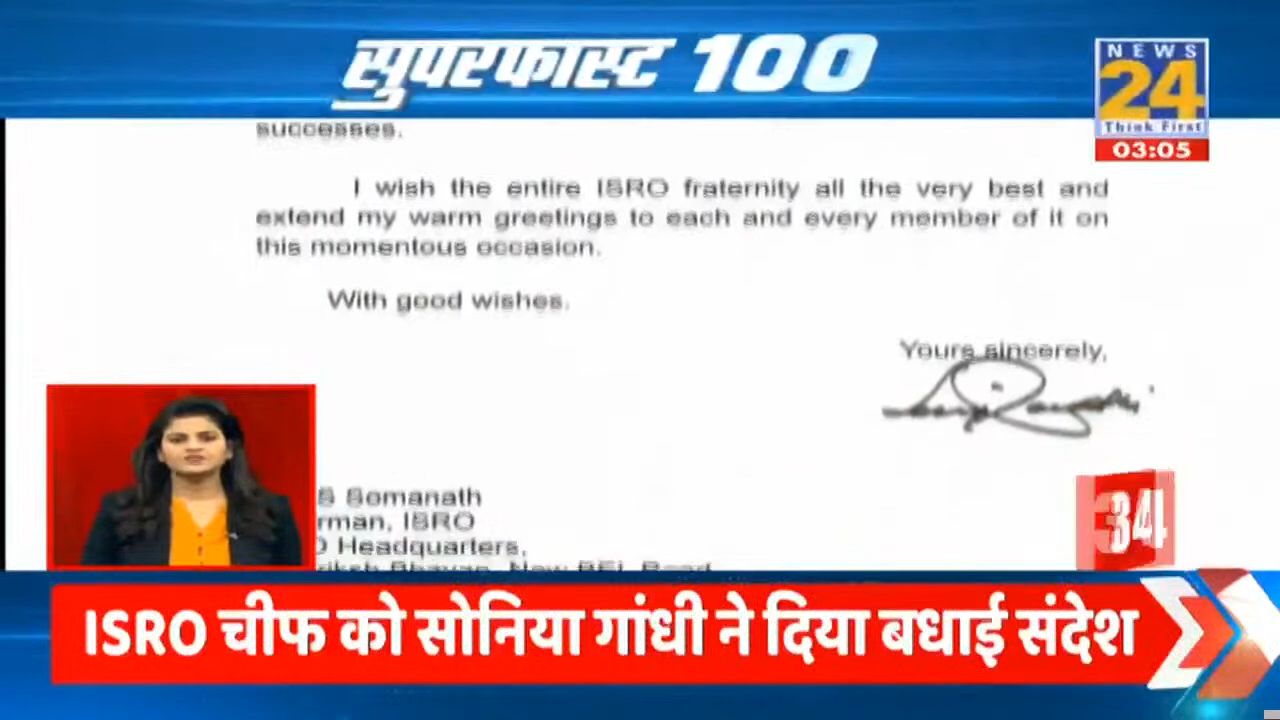 सुपरफास्ट 100
NEWS
24
Think First
03:05
successes.
I wish the entire ISRO fraternity all the very best and
extend my warm greetings to each and every member of it on
this momentous occasion.
With good wishes.
Yours sincerely,
S Somanath
rman, ISRO
Headquarters,
34
ISRO चीफ को सोनिया गांधी ने दिया बधाई संदेश